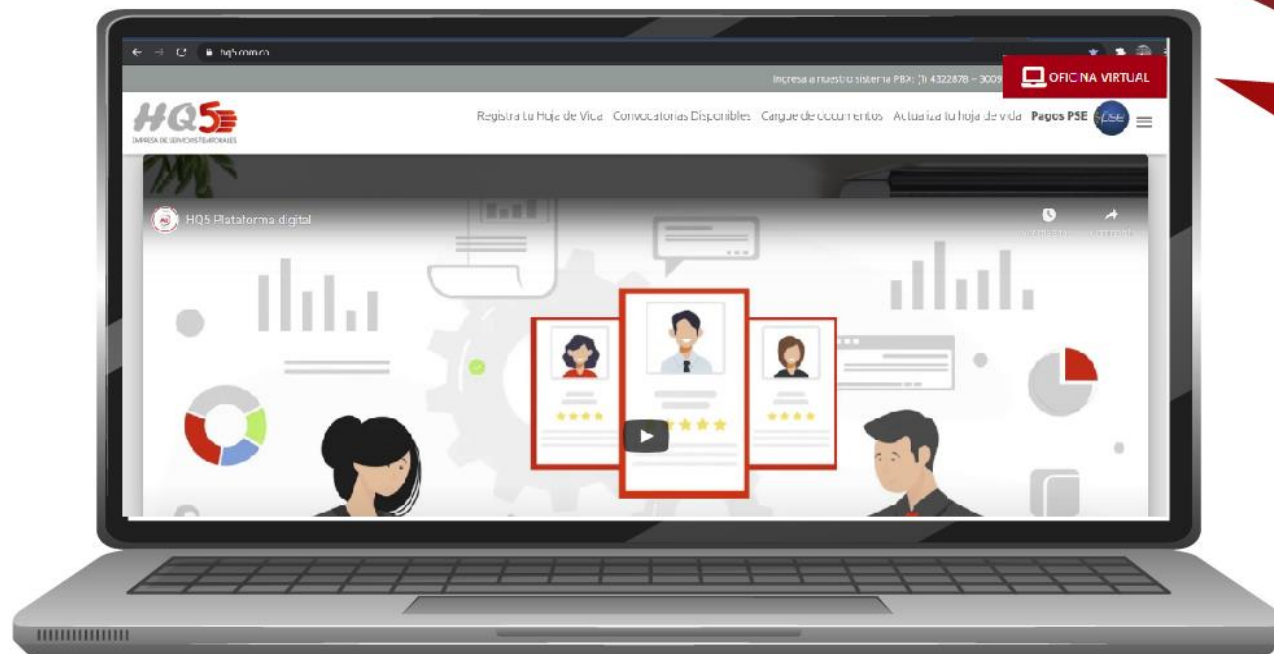 hq5.com.co
Ingresa a nuestro sistema PBX: (1) 4322878 – 3009
OFICINA VIRTUAL
HQ5
EMPRESA DE SERVICIOS TEMPORALES
Registra tu Hoja de Vida Convocatorias Disponibles Cargue de documentos Actualiza tu hoja de vida Pagos PSE
pse
HQ5 Plataforma digital